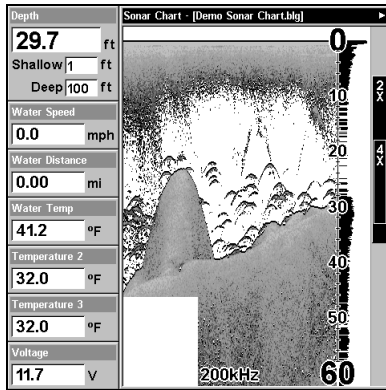 Depth
29.7 ft
Shallow 1 ft
Deep 100 ft
Water Speed
0.0 mph
Water Distance
0.00 mi
Water Temp
41.2 ºF
Temperature 2
32.0 ºF
Temperature 3
32.0 ºF
Voltage
11.7 V
Sonar Chart - [Demo Sonar Chart.blg]
0
10
20
30
40
50
60
200kHz
2X
4X